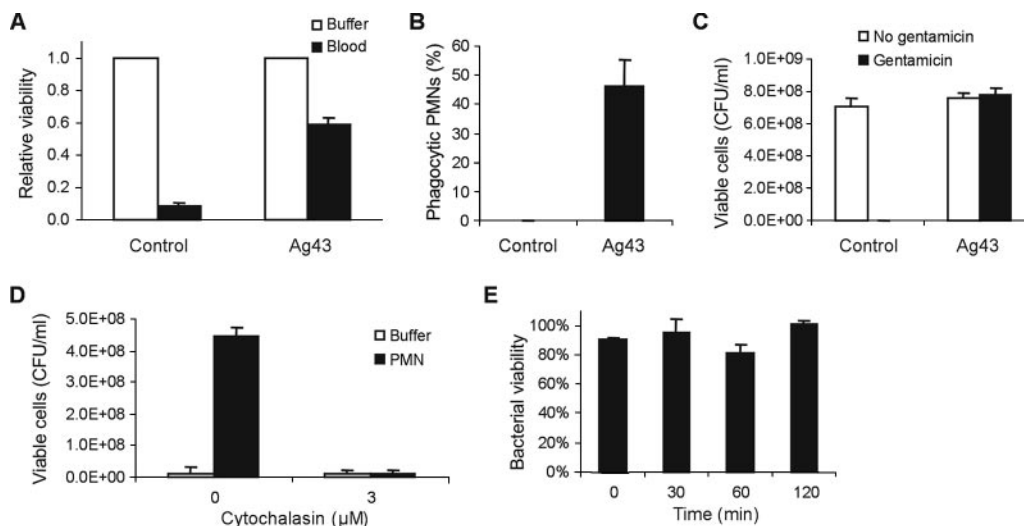 A
Buffer
Blood
Relative viability
1.0
0.8
0.6
0.4
0.2
0.0
Control Ag43
B
Phagocytic PMNs (%)
60
50
40
30
20
10
0
Control Ag43
C
No gentamicin
Gentamicin
Viable cells (CFU/ml)
1.0E+09
8.0E+08
6.0E+08
4.0E+08
2.0E+08
0.0E+00
Control Ag43
D
Buffer
PMN
Viable cells (CFU/ml)
5.0E+08
4.0E+08
3.0E+08
2.0E+08
1.0E+08
0.0E+00
0 3
Cytochalasin (µM)
E
Bacterial viability
100%
80%
60%
40%
20%
0%
0 30 60 120
Time (min)